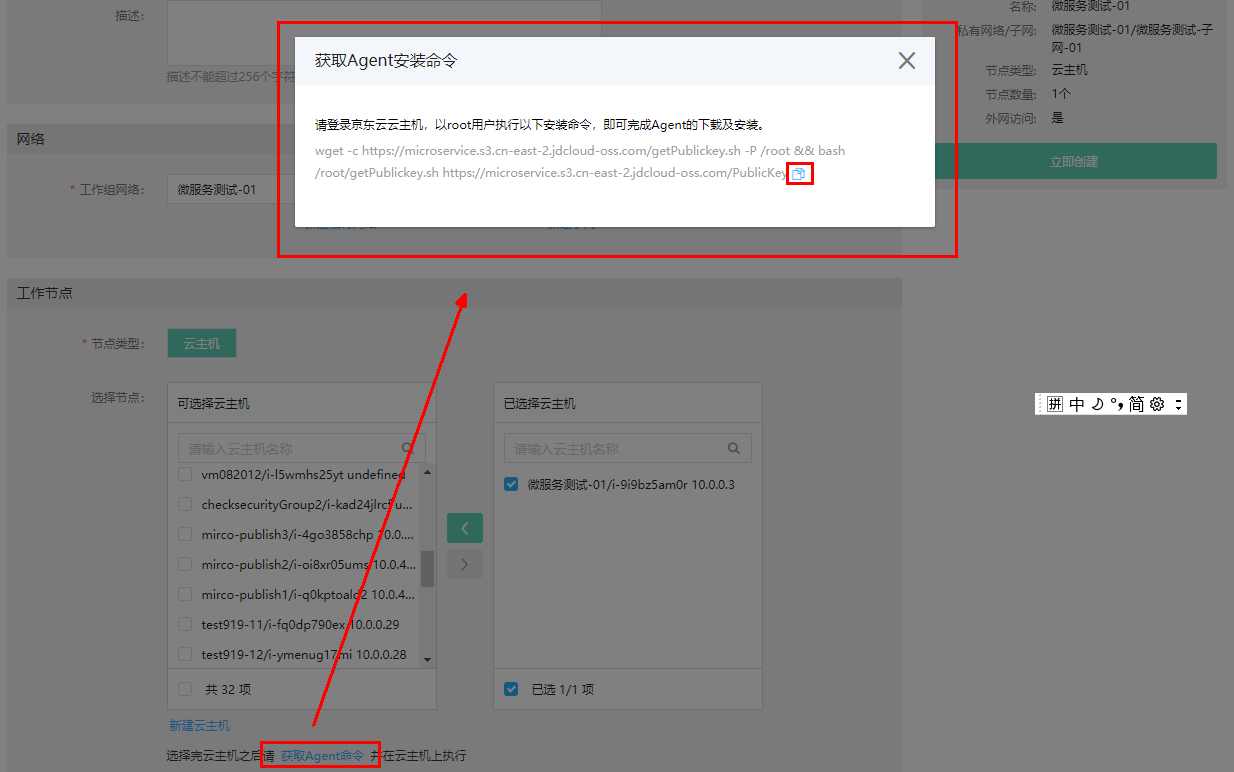 描述：
描述不能超过256个字符
名称： 微服务测试-01
私有网络/子网： 微服务测试-01/微服务测试-子
网-01
节点类型： 云主机
节点数量： 1个
外网访问： 是
立即创建
获取Agent安装命令
请登录京东云云主机，以root用户执行以下安装命令，即可完成Agent的下载及安装。
wget -c https://microservice.s3.cn-east-2.jdcloud-oss.com/getPublickey.sh -P /root && bash
/root/getPublickey.sh https://microservice.s3.cn-east-2.jdcloud-oss.com/PublicKey
网络
* 工作组网络： 微服务测试-01
工作节点
* 节点类型： 云主机
选择节点：
可选择云主机
请输入云主机名称
vm082012/i-l5wmhs25yt undefined
checksecurityGroup2/i-kad24jlrcf u...
mirco-publish3/i-4go3858chp 10.0....
mirco-publish2/i-oi8xr05ums 10.0.4...
mirco-publish1/i-q0kptoald2 10.0.4...
test919-11/i-fq0dp790ex 10.0.0.29
test919-12/i-ymenug17mi 10.0.0.28
共 32 项
已选择云主机
请输入云主机名称
微服务测试-01/i-9i9bz5am0r 10.0.0.3
已选 1/1 项
新建云主机
选择完云主机之后请 获取Agent命令 并在云主机上执行
拼 中 简